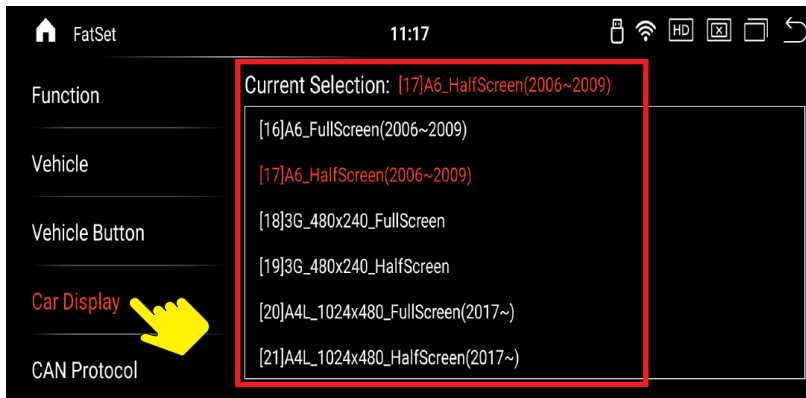 FatSet
11:17
HD
Function
Vehicle
Vehicle Button
Car Display
CAN Protocol
Current Selection: [17]A6_HalfScreen(2006~2009)
[16]A6_FullScreen(2006~2009)
[17]A6_HalfScreen(2006~2009)
[18]3G_480x240_FullScreen
[19]3G_480x240_HalfScreen
[20]A4L_1024x480_FullScreen(2017~)
[21]A4L_1024x480_HalfScreen(2017~)